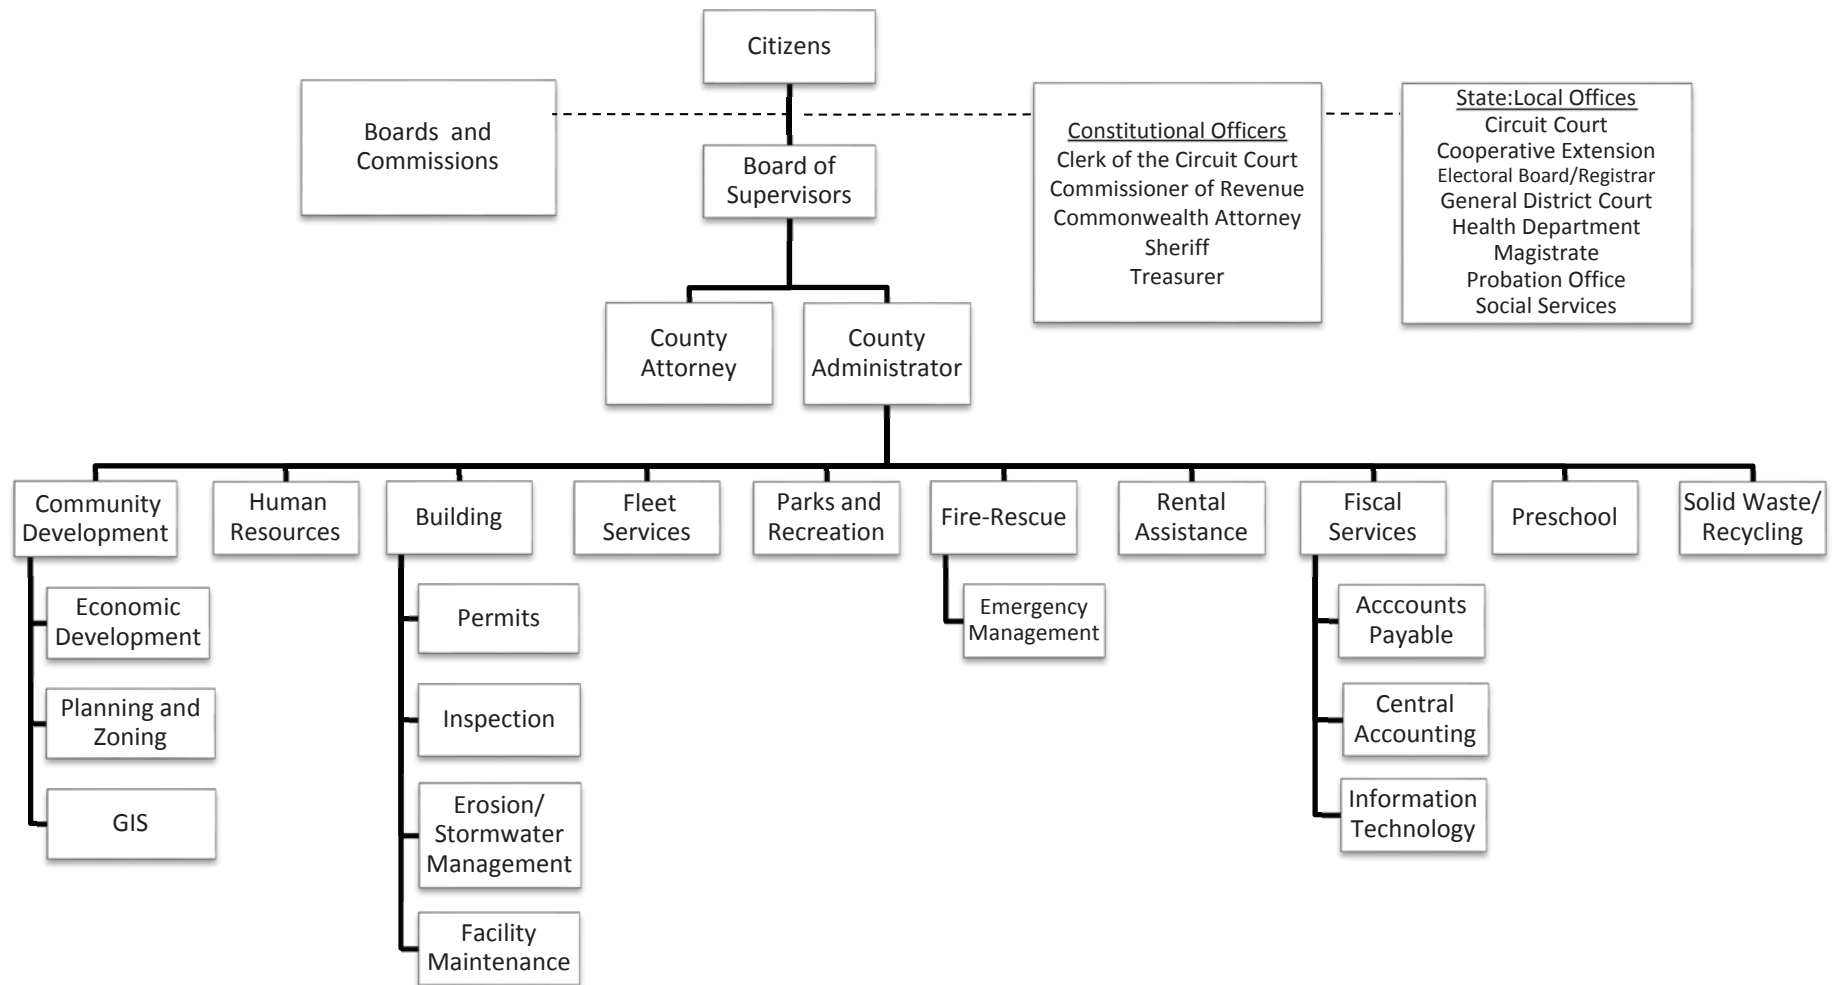 Citizens
Boards and
Commissions
Constitutional Officers
Clerk of the Circuit Court
Commissioner of Revenue
Commonwealth Attorney
Sheriff
Treasurer
State:Local Offices
Circuit Court
Cooperative Extension
Electoral Board/Registrar
General District Court
Health Department
Magistrate
Probation Office
Social Services
Board of
Supervisors
County
Attorney
County
Administrator
Community
Development
Human
Resources
Building
Fleet
Services
Parks and
Recreation
Fire-Rescue
Rental
Assistance
Fiscal
Services
Preschool
Solid Waste/
Recycling
Economic
Development
Planning and
Zoning
GIS
Permits
Inspection
Erosion/
Stormwater
Management
Facility
Maintenance
Emergency
Management
Acccounts
Payable
Central
Accounting
Information
Technology